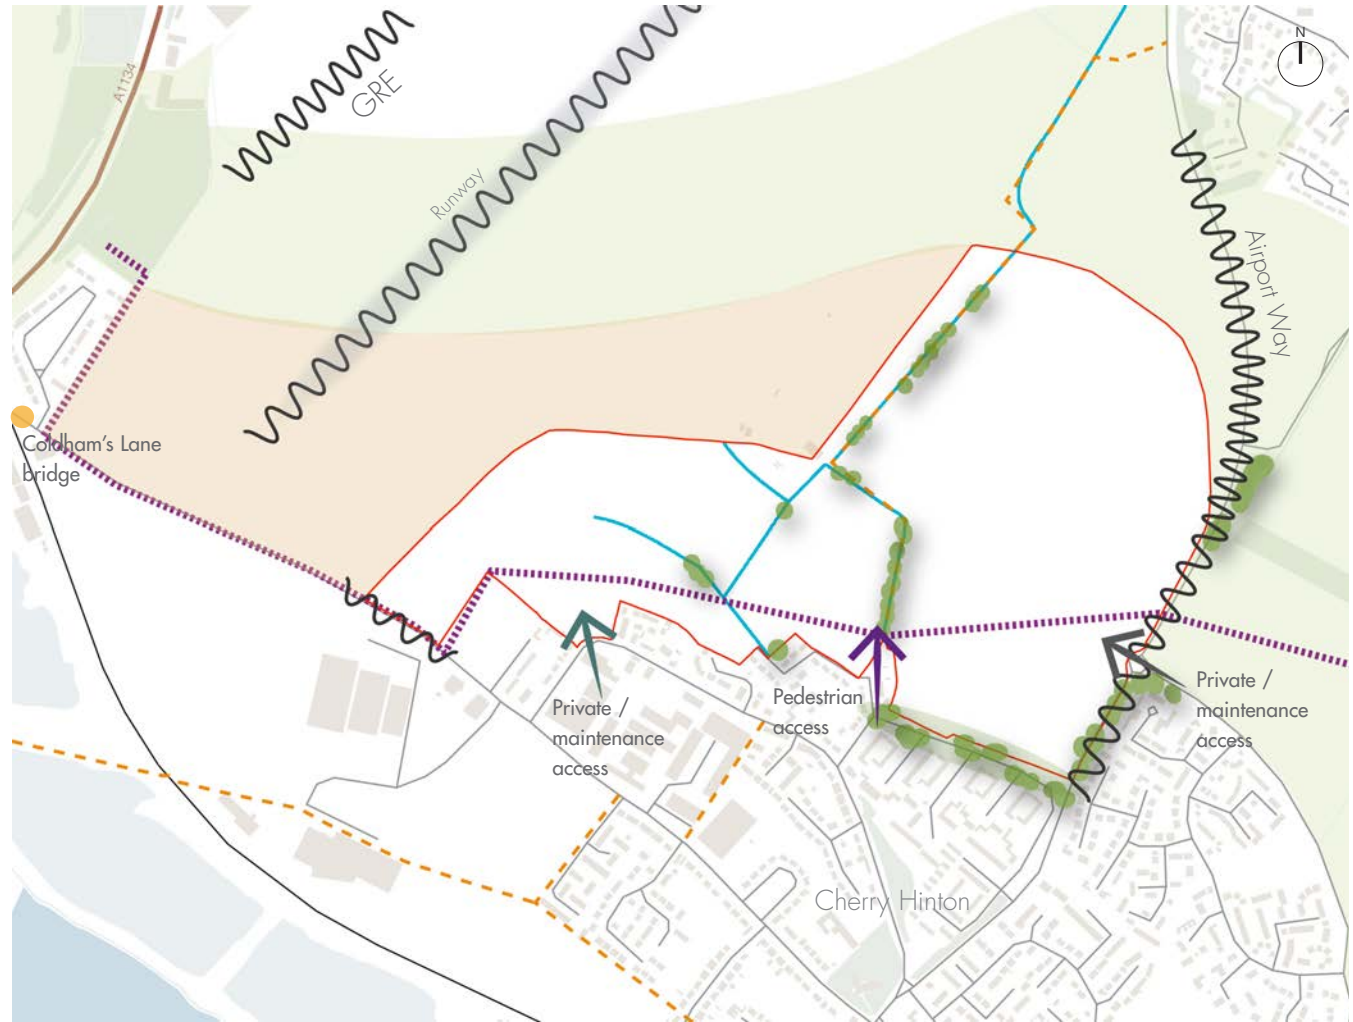 N
A1134
GRE
Runway
Airport Way
Coldham's Lane
bridge
Private /
maintenance
access
Pedestrian
access
Private /
maintenance
access
Cherry Hinton